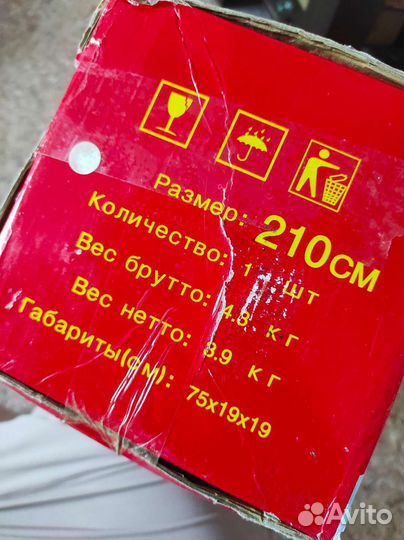 Размер: 210СМ
Количество: 1 шт
Вес брутто: 4.8 кг
Вес нетто: 3.9 кг
Габариты(см): 75х19х19
Avito